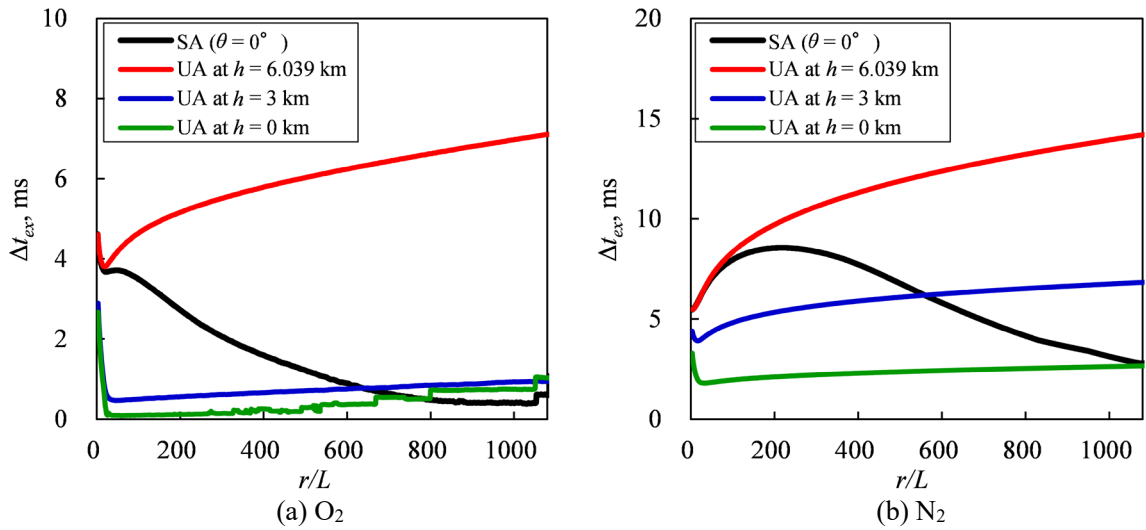 10
8
6
4
2
0
Δt_ex, ms
SA (θ = 0°)
UA at h = 6.039 km
UA at h = 3 km
UA at h = 0 km
0 200 400 600 800 1000
r/L
(a) O₂
20
15
10
5
0
Δt_ex, ms
SA (θ = 0°)
UA at h = 6.039 km
UA at h = 3 km
UA at h = 0 km
0 200 400 600 800 1000
r/L
(b) N₂